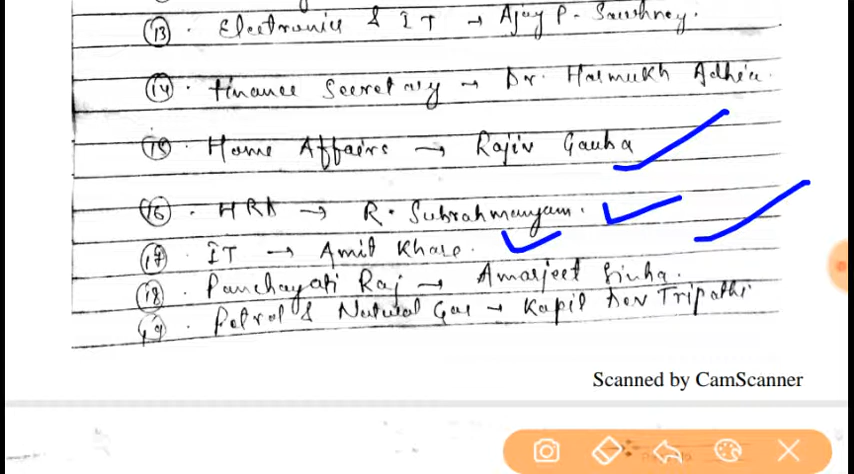 (13). Electronics & IT → Ajay P. Sawhney.
(14). Finance Secretary → Dr. Hasmukh Adhia.
(15). Home Affairs → Rajiv Gauba
(16). HRD → R. Subrahmanyam.
(17). IT → Amit Khare.
(18). Panchayati Raj → Amarjeet Sinha.
(19). Petrol & Natural Gas → Kapil Dev Tripathi
Scanned by CamScanner